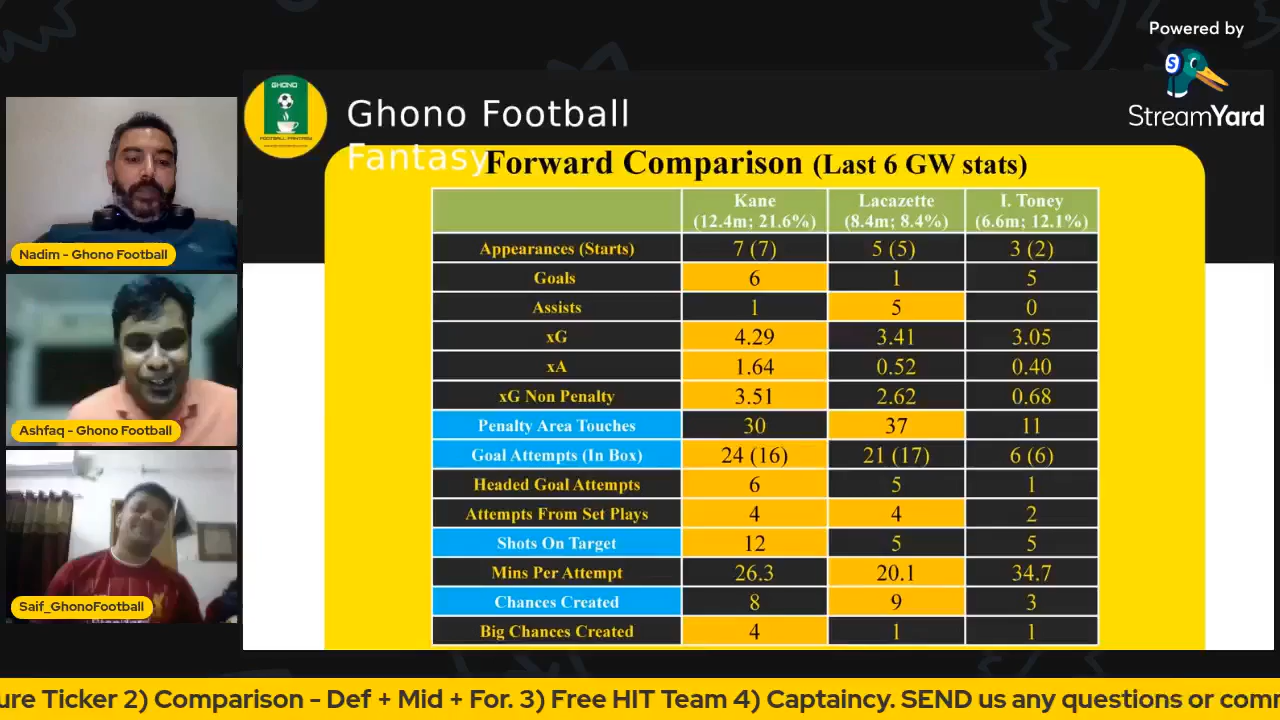 Powered by
StreamYard
GHONO
Ghono Football
Fantasy
Forward Comparison (Last 6 GW stats)
Kane Lacazette I. Toney
(12.4m; 21.6%) (8.4m; 8.4%) (6.6m; 12.1%)
Appearances (Starts) 7 (7) 5 (5) 3 (2)
Goals 6 1 5
Assists 1 5 0
xG 4.29 3.41 3.05
xA 1.64 0.52 0.40
xG Non Penalty 3.51 2.62 0.68
Penalty Area Touches 30 37 11
Goal Attempts (In Box) 24 (16) 21 (17) 6 (6)
Headed Goal Attempts 6 5 1
Attempts From Set Plays 4 4 2
Shots On Target 12 5 5
Mins Per Attempt 26.3 20.1 34.7
Chances Created 8 9 3
Big Chances Created 4 1 1
Nadim - Ghono Football
Ashfaq - Ghono Football
Saif_GhonoFootball
ure Ticker 2) Comparison - Def + Mid + For. 3) Free HIT Team 4) Captaincy. SEND us any questions or com